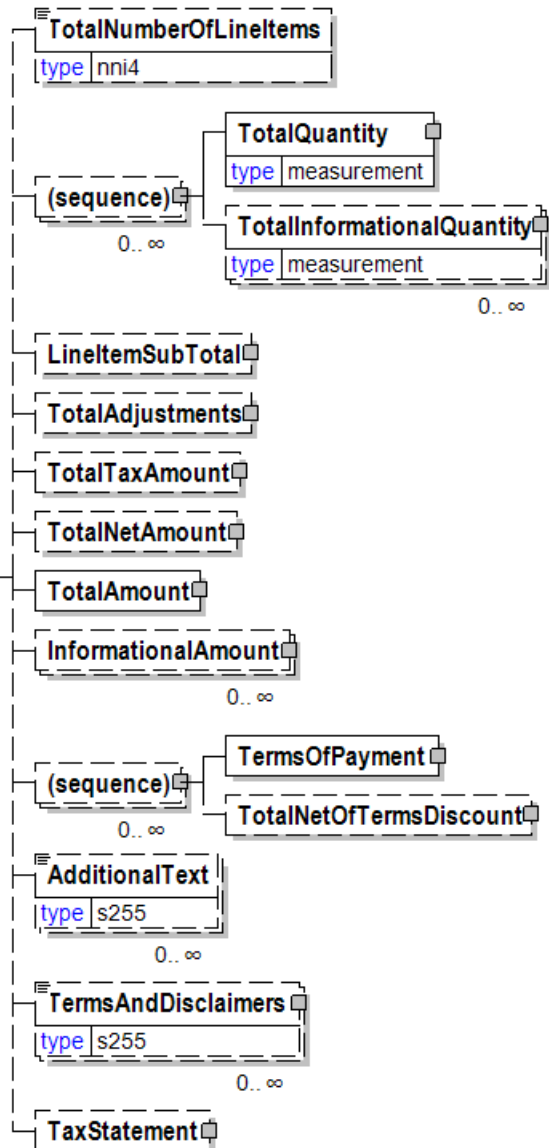 TotalNumberOfLineItems
type nni4
TotalQuantity
type measurement
(sequence)
0.. ∞
TotalInformationalQuantity
type measurement
0.. ∞
LineItemSubTotal
TotalAdjustments
TotalTaxAmount
TotalNetAmount
TotalAmount
InformationalAmount
0.. ∞
TermsOfPayment
(sequence)
0.. ∞
TotalNetOfTermsDiscount
AdditionalText
type s255
0.. ∞
TermsAndDisclaimers
type s255
0.. ∞
TaxStatement